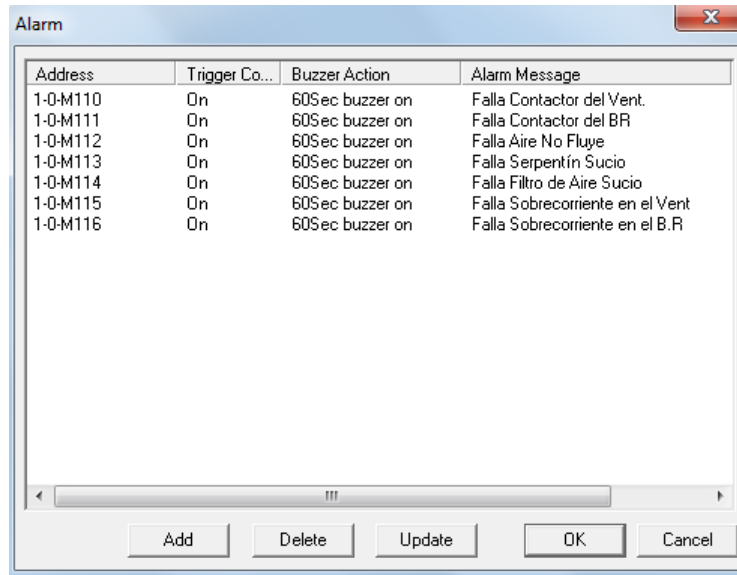 Alarm
Address Trigger Co... Buzzer Action Alarm Message
1-0-M110 On 60Sec buzzer on Falla Contactor del Vent.
1-0-M111 On 60Sec buzzer on Falla Contactor del BR
1-0-M112 On 60Sec buzzer on Falla Aire No Fluye
1-0-M113 On 60Sec buzzer on Falla Serpentín Sucio
1-0-M114 On 60Sec buzzer on Falla Filtro de Aire Sucio
1-0-M115 On 60Sec buzzer on Falla Sobrecorriente en el Vent
1-0-M116 On 60Sec buzzer on Falla Sobrecorriente en el B.R
Add Delete Update OK Cancel